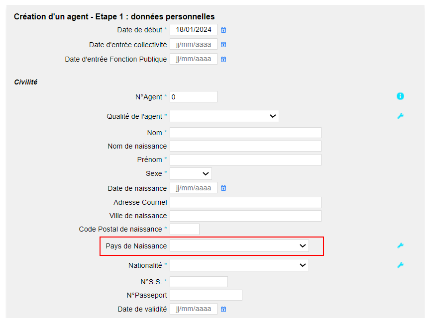 Création d'un agent - Etape 1 : données personnelles
Date de début * 18/01/2024
Date d'entrée collectivité jj/mm/aaaa
Date d'entrée Fonction Publique jj/mm/aaaa
Civilité
N°Agent * 0
Qualité de l'agent *
Nom *
Nom de naissance
Prénom *
Sexe *
Date de naissance jj/mm/aaaa
Adresse Courriel
Ville de naissance
Code Postal de naissance *
Pays de Naissance
Nationalité *
N°S.S. *
N°Passeport
Date de validité jj/mm/aaaa